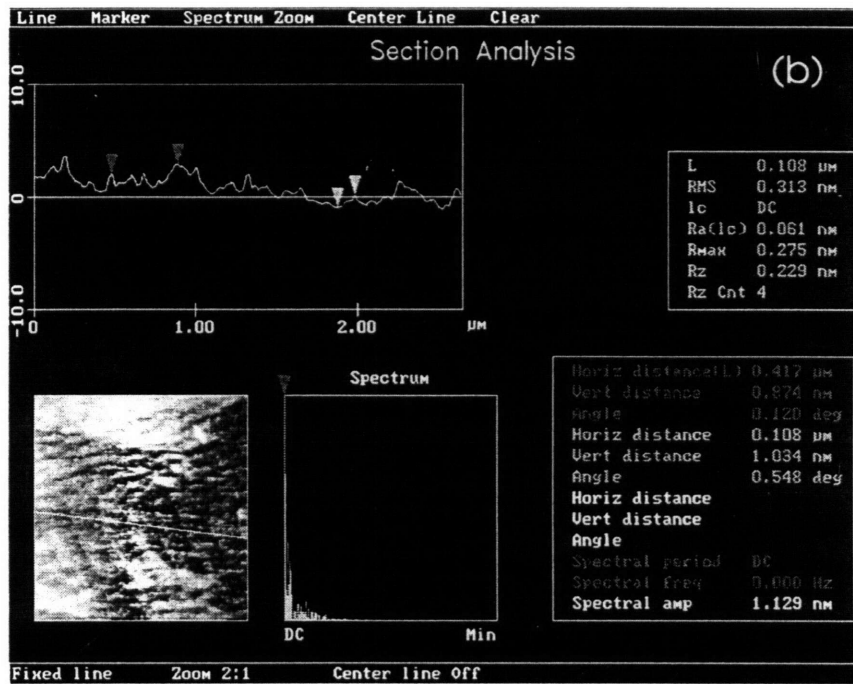 Line Marker Spectrum Zoom Center Line Clear
Section Analysis
(b)
10.0
0
-10.0
0 1.00 2.00 µm
L 0.108 µm
RMS 0.313 nm
lc DC
Ra(lc) 0.061 nm
Rmax 0.275 nm
Rz 0.229 nm
Rz Cnt 4
Spectrum
DC Min
Horiz distance(L) 0.417 µm
Vert distance 0.874 nm
Angle 0.120 deg
Horiz distance 0.108 µm
Vert distance 1.034 nm
Angle 0.548 deg
Horiz distance
Vert distance
Angle
Spectral period DC
Spectral freq 0.000 Hz
Spectral amp 1.129 nm
Fixed line Zoom 2:1 Center line Off